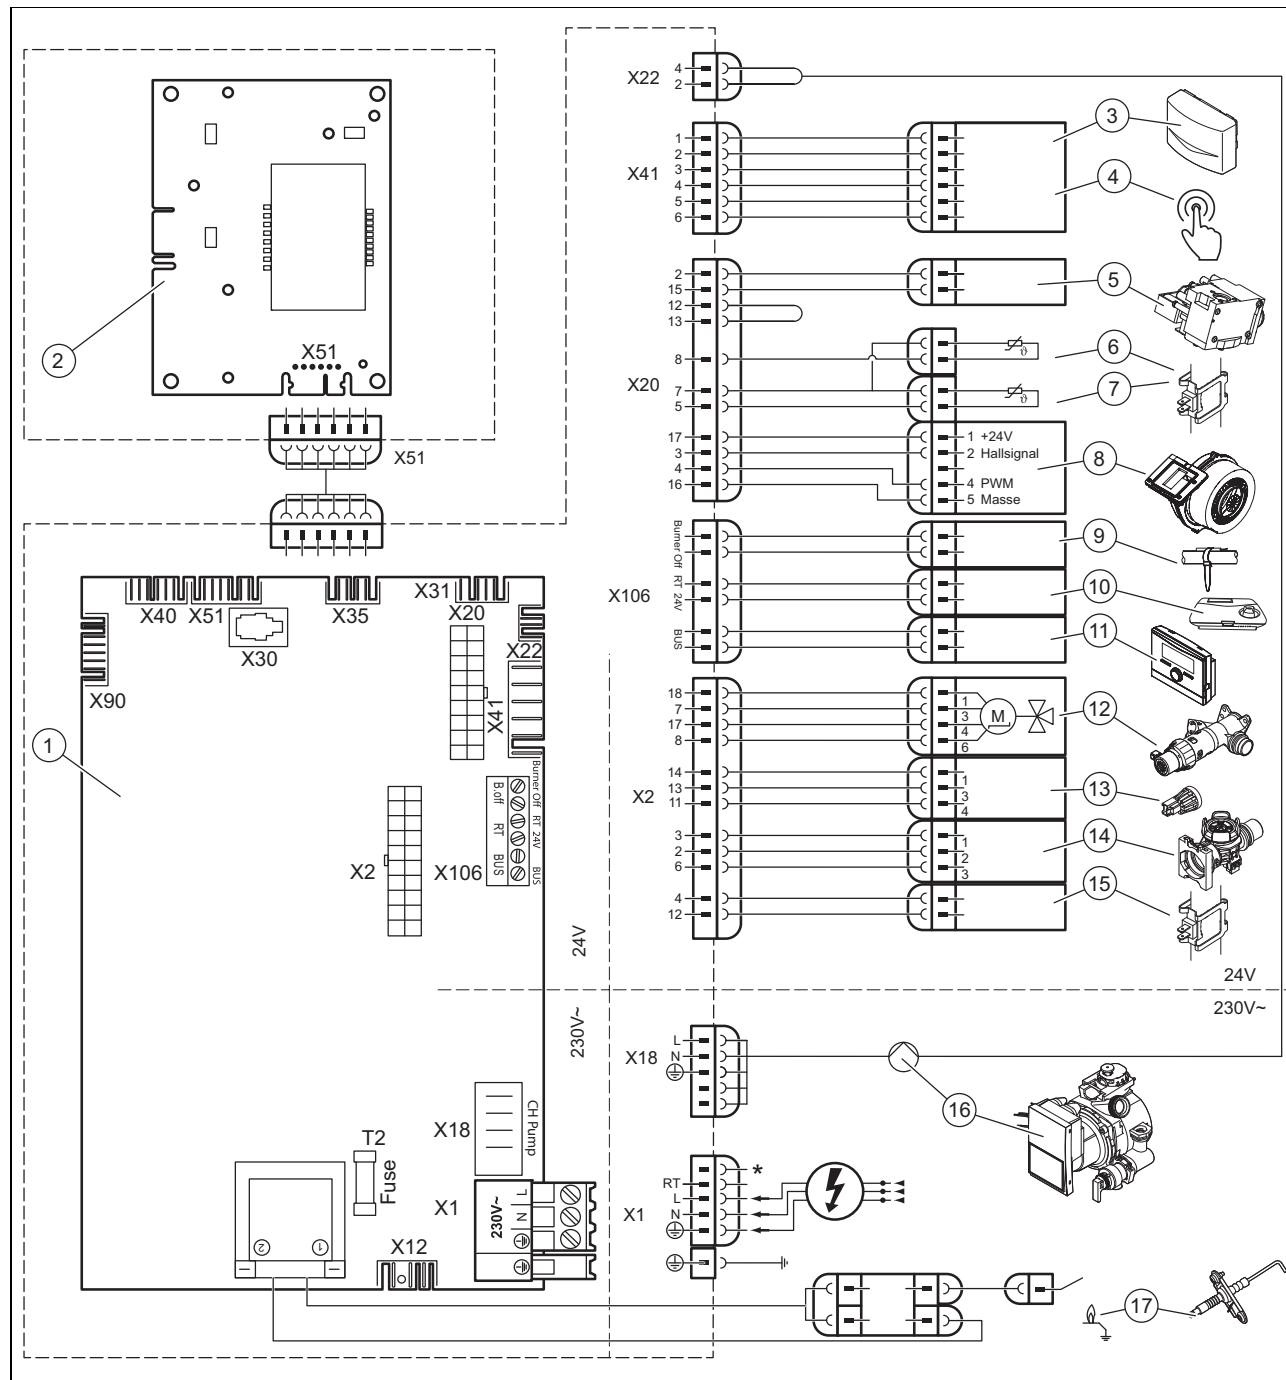 X22
4
2
3
X41
1
2
3
4
5
6
4
X51
2
X51
X20
2
15
12
13
8
7
5
17
3
4
16
5
ϑ
6
ϑ
7
1 +24V
2 Hallsignal
4 PWM
5 Masse
8
X106
Burner Off
RT 24V
BUS
9
10
11
X40
X51
X35
X31
X20
X30
X22
X90
X41
1
X2
18
7
17
8
1
3
4
6
M
12
14
13
11
1
3
4
13
3
2
6
1
2
3
14
4
12
15
X2
X106
B.off
RT
BUS
Burner Off
RT 24V
BUS
24V
230V~
24V
230V~
X18
L
N
16
X18
CH Pump
T2
Fuse
X1
230V~
L
N
X12
2
1
X1
*
RT
L
N
17